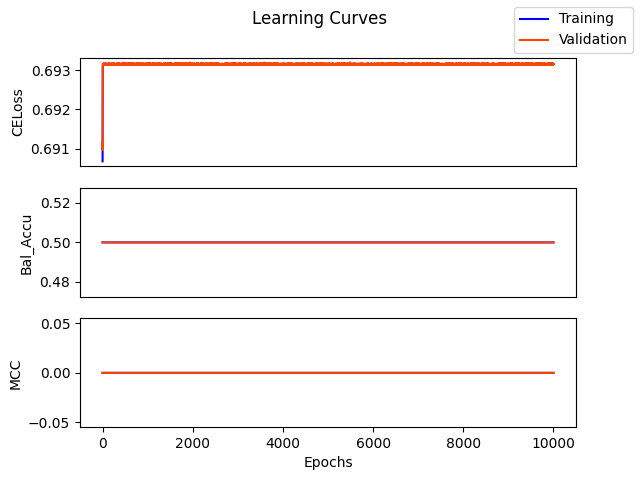 Learning Curves
Training
Validation
0.693
0.692
0.691
CELoss
0.52
0.50
0.48
Bal_Accu
0.05
0.00
−0.05
MCC
0 2000 4000 6000 8000 10000
Epochs